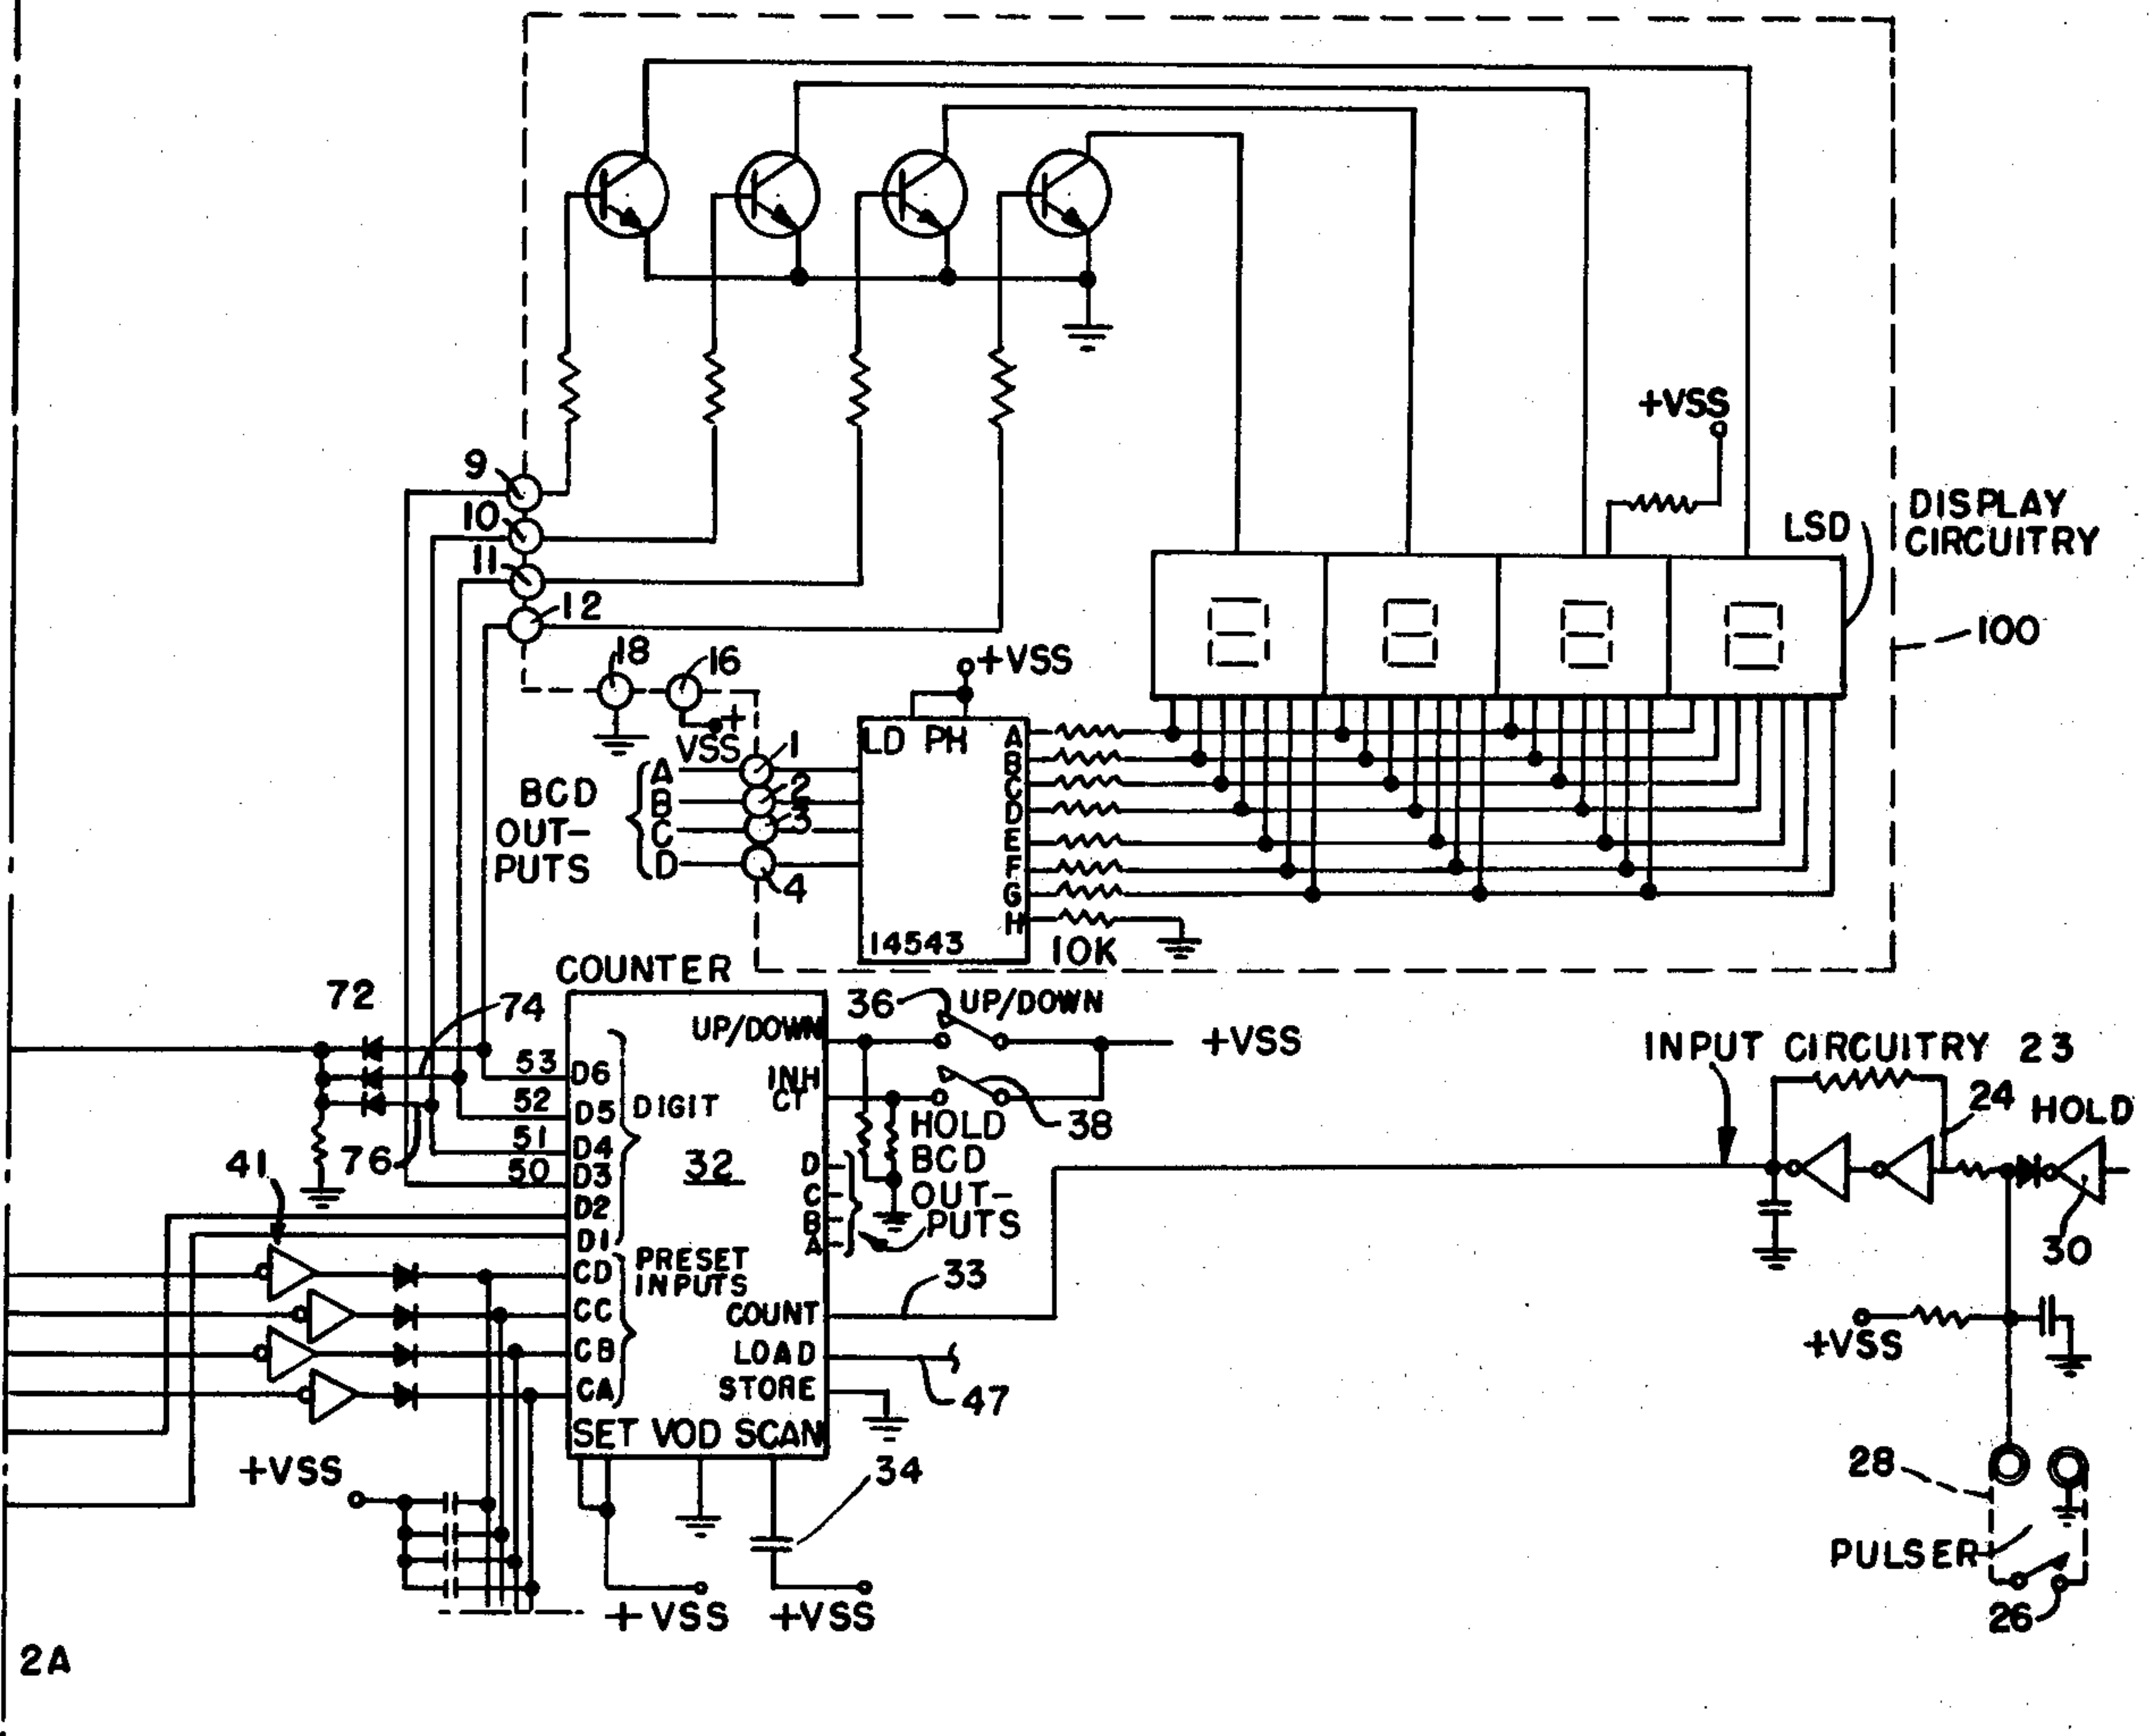 +VSS
9
10
11
12
LSD
DISPLAY
CIRCUITRY
100
18
16
+VSS
+
VSS
LD PH
1
2
3
4
A
B
C
D
BCD
OUT-
PUTS
A
B
C
D
E
F
G
H
14543
10K
COUNTER
72
74
76
36
UP/DOWN
UP/DOWN
+VSS
INPUT CIRCUITRY 23
53
D6
INH
CT
52
D5
DIGIT
51
D4
50
D3
D2
D1
32
38
HOLD
BCD
OUT-
PUTS
D
C
B
A
24
HOLD
30
41
PRESET
INPUTS
CD
CC
CB
CA
33
COUNT
LOAD
STORE
47
+VSS
SET VOD SCAN
34
+VSS
28
PULSER
26
+VSS
+VSS
2A